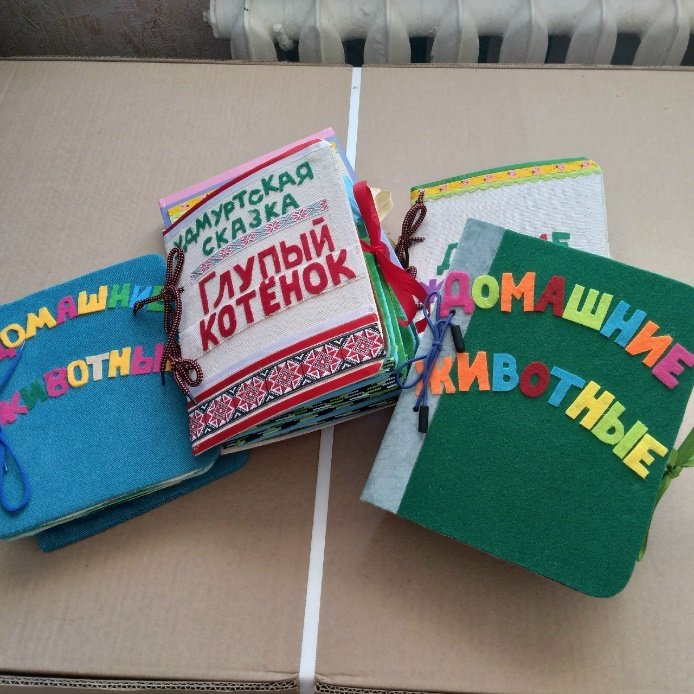 ДОМАШНИЕ
ЖИВОТНЫЕ
УДМУРТСКАЯ
СКАЗКА
ГЛУПЫЙ
КОТЁНОК
ДОМАШНИЕ
ЖИВОТНЫЕ